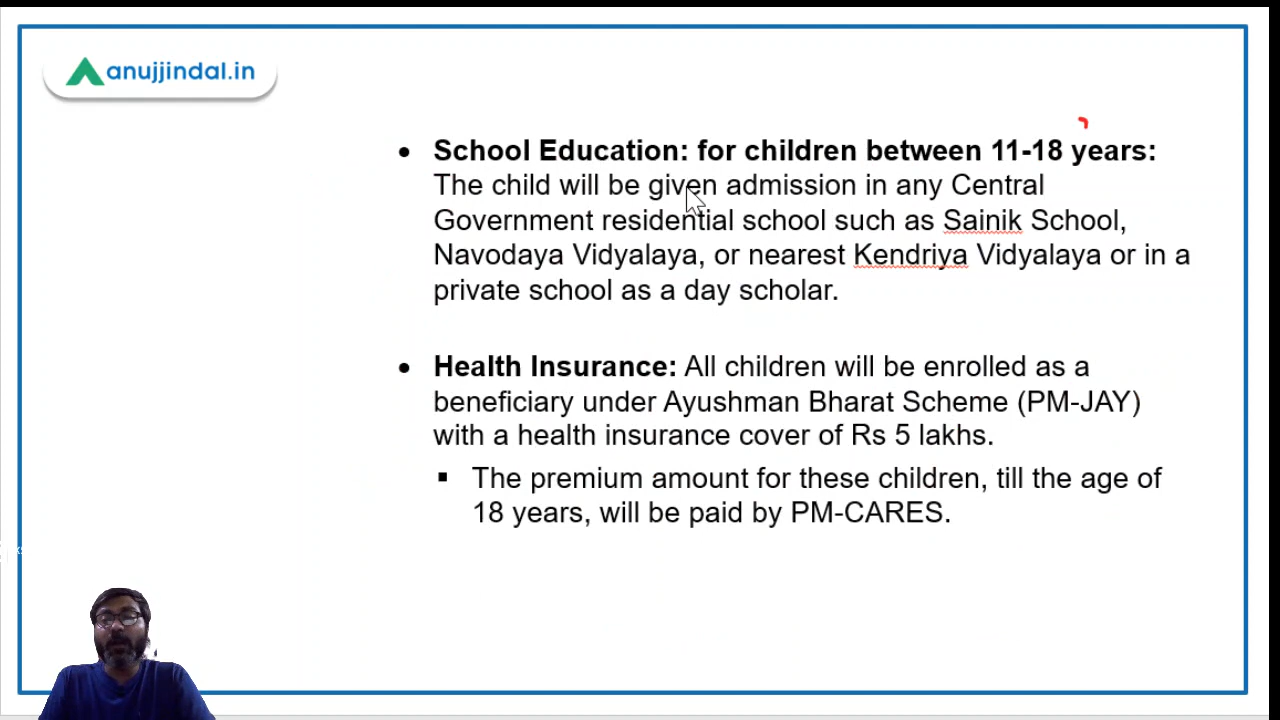 anujjindal.in
• School Education: for children between 11-18 years:
The child will be given admission in any Central
Government residential school such as Sainik School,
Navodaya Vidyalaya, or nearest Kendriya Vidyalaya or in a
private school as a day scholar.
• Health Insurance: All children will be enrolled as a
beneficiary under Ayushman Bharat Scheme (PM-JAY)
with a health insurance cover of Rs 5 lakhs.
▪ The premium amount for these children, till the age of
18 years, will be paid by PM-CARES.